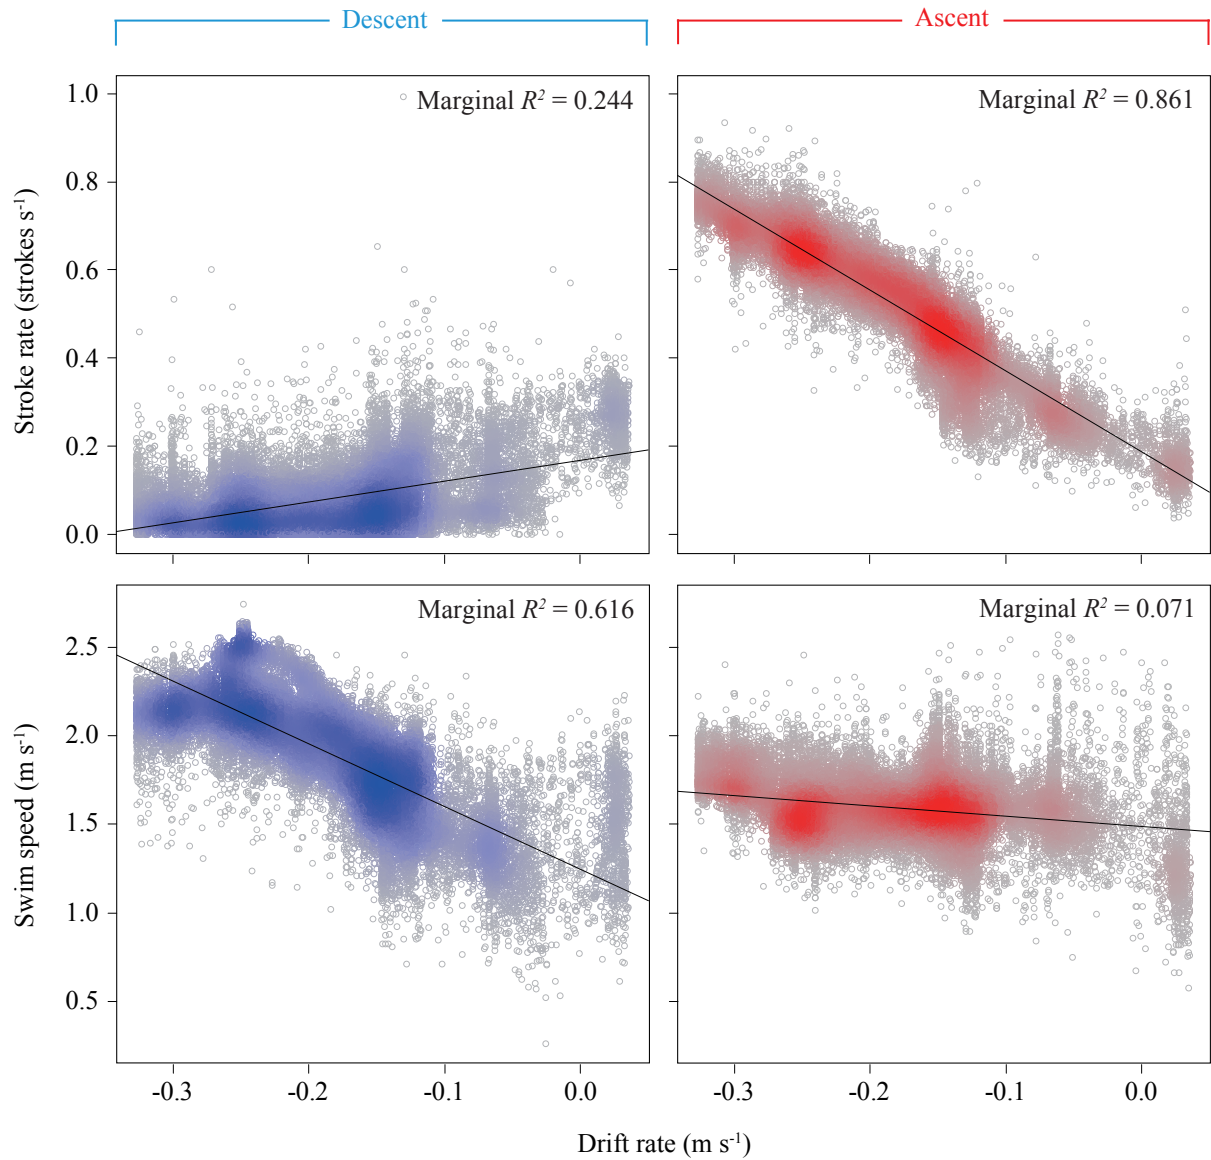 Descent
Ascent
Marginal R² = 0.244
Marginal R² = 0.861
1.0
0.8
0.6
0.4
0.2
0.0
Stroke rate (strokes s⁻¹)
Marginal R² = 0.616
Marginal R² = 0.071
2.5
2.0
1.5
1.0
0.5
Swim speed (m s⁻¹)
-0.3 -0.2 -0.1 0.0
-0.3 -0.2 -0.1 0.0
Drift rate (m s⁻¹)